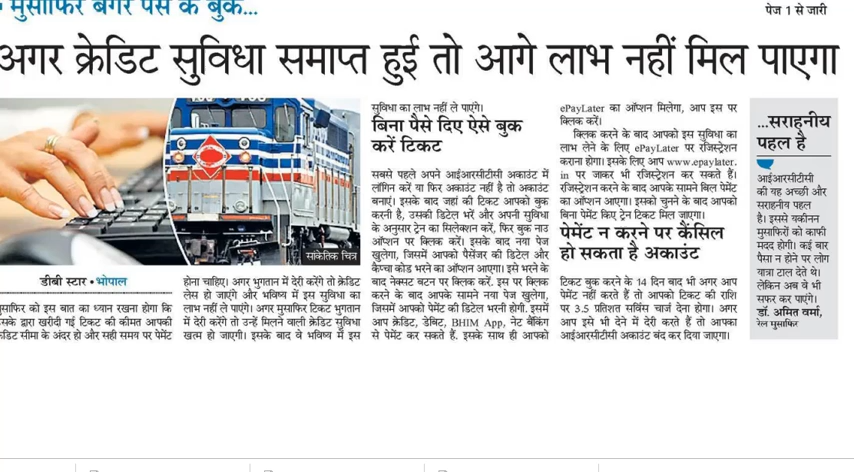 मुसाफिर बगैर पैसे के बुक...
पेज 1 से जारी
अगर क्रेडिट सुविधा समाप्त हुई तो आगे लाभ नहीं मिल पाएगा
सांकेतिक चित्र
डीबी स्टार • भोपाल
मुसाफिर को इस बात का ध्यान रखना होगा कि
उसके द्वारा खरीदी गई टिकट की कीमत आपकी
क्रेडिट सीमा के अंदर हो और सही समय पर पेमेंट
होना चाहिए। अगर भुगतान में देरी करेंगे तो क्रेडिट
लेस हो जाएगे और भविष्य में इस सुविधा का
लाभ नहीं ले पाएंगे। अगर मुसाफिर टिकट भुगतान
में देरी करेंगे तो उन्हें मिलने वाली क्रेडिट सुविधा
खत्म हो जाएगी। इसके बाद वे भविष्य में इस
सुविधा का लाभ नहीं ले पाएंगे।
बिना पैसे दिए ऐसे बुक
करें टिकट
सबसे पहले अपने आईआरसीटीसी अकाउंट में
लॉगिन करें या फिर अकाउंट नहीं है तो अकाउंट
बनाएं। इसके बाद जहां की टिकट आपको बुक
करनी है, उसकी डिटेल भरें और अपनी सुविधा
के अनुसार ट्रेन का सिलेक्शन करें, फिर बुक नाउ
ऑप्शन पर क्लिक करें। इसके बाद नया पेज
खुलेगा, जिसमें आपको पैसेंजर की डिटेल और
कैप्चा कोड भरने का ऑप्शन आएगा। इसे भरने के
बाद नेक्सट बटन पर क्लिक करें. इस पर क्लिक
करने के बाद आपके सामने नया पेज खुलेगा,
जिसमें आपको पेमेंट की डिटेल भरनी होगी. इसमें
आप क्रेडिट, डेबिट, BHIM App, नेट बैंकिंग
से पेमेंट कर सकते हैं. इसके साथ ही आपको
ePayLater का ऑप्शन मिलेगा, आप इस पर
क्लिक करें।
क्लिक करने के बाद आपको इस सुविधा का
लाभ लेने के लिए ePayLater पर रजिस्ट्रेशन
कराना होगा। इसके लिए आप www.epaylater.
in पर जाकर भी रजिस्ट्रेशन कर सकते हैं।
रजिस्ट्रेशन करने के बाद आपके सामने बिल पेमेंट
का ऑप्शन आएगा। इसको चुनने के बाद आपको
बिना पेमेंट किए ट्रेन टिकट मिल जाएगा।
पेमेंट न करने पर कैंसिल
हो सकता है अकाउंट
टिकट बुक करने के 14 दिन बाद भी अगर आप
पेमेंट नहीं करते हैं तो आपको टिकट की राशि
पर 3.5 प्रतिशत सर्विस चार्ज देना होगा। अगर
आप इसे भी देने में देरी करते हैं तो आपका
आईआरसीटीसी अकाउंट बंद कर दिया जाएगा।
...सराहनीय
पहल है
आईआरसीटीसी
की यह अच्छी और
सराहनीय पहल
है। इससे यकीनन
मुसाफिरों को काफी
मदद होगी। कई बार
पैसा न होने पर लोग
यात्रा टाल देते थे।
लेकिन अब वे भी
सफर कर पाएंगे।
डॉ. अमित वर्मा,
रेल मुसाफिर